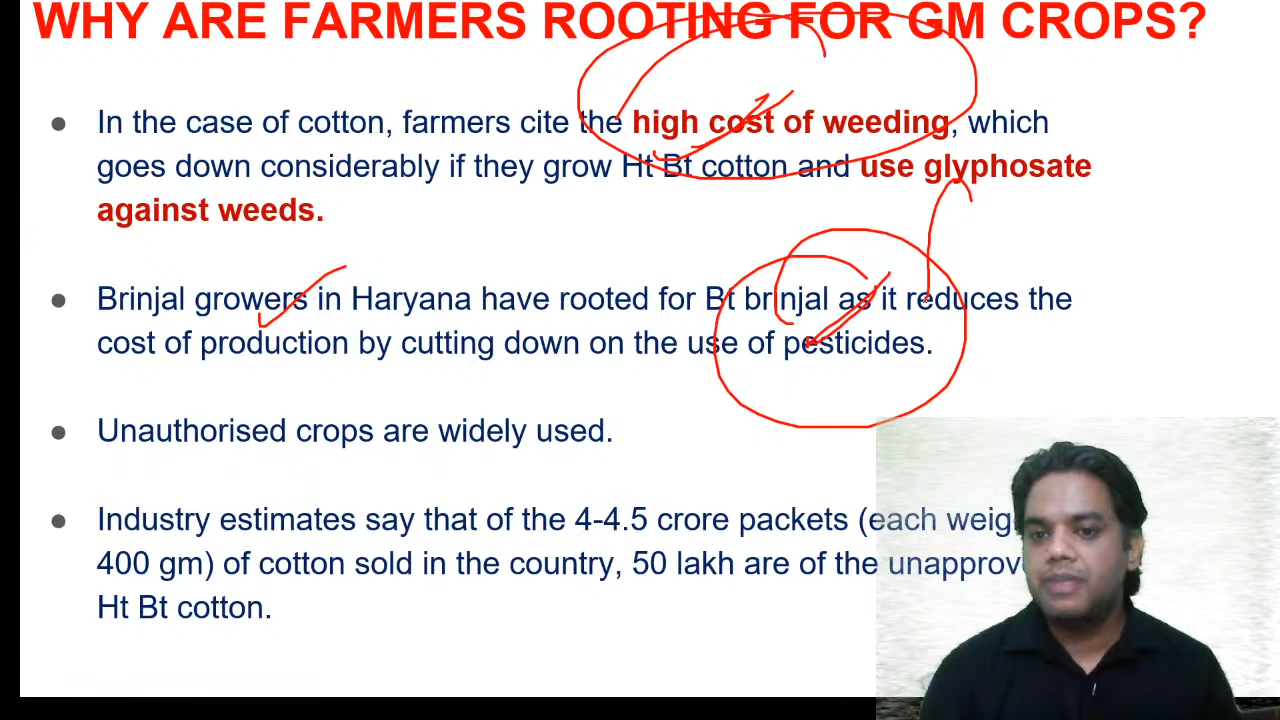 WHY ARE FARMERS ROOTING FOR GM CROPS?
● In the case of cotton, farmers cite the high cost of weeding, which
goes down considerably if they grow Ht Bt cotton and use glyphosate
against weeds.
● Brinjal growers in Haryana have rooted for Bt brinjal as it reduces the
cost of production by cutting down on the use of pesticides.
● Unauthorised crops are widely used.
● Industry estimates say that of the 4-4.5 crore packets (each
400 gm) of cotton sold in the country, 50 lakh are of the
Ht Bt cotton.